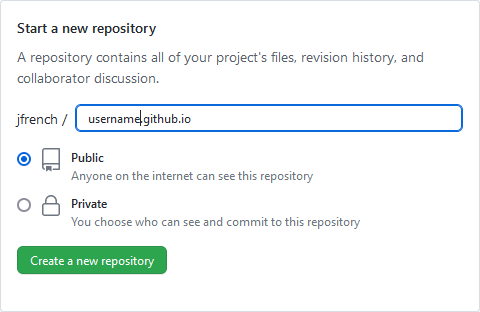 Start a new repository
A repository contains all of your project's files, revision history, and
collaborator discussion.
jfrench / username.github.io
Public
Anyone on the internet can see this repository
Private
You choose who can see and commit to this repository
Create a new repository